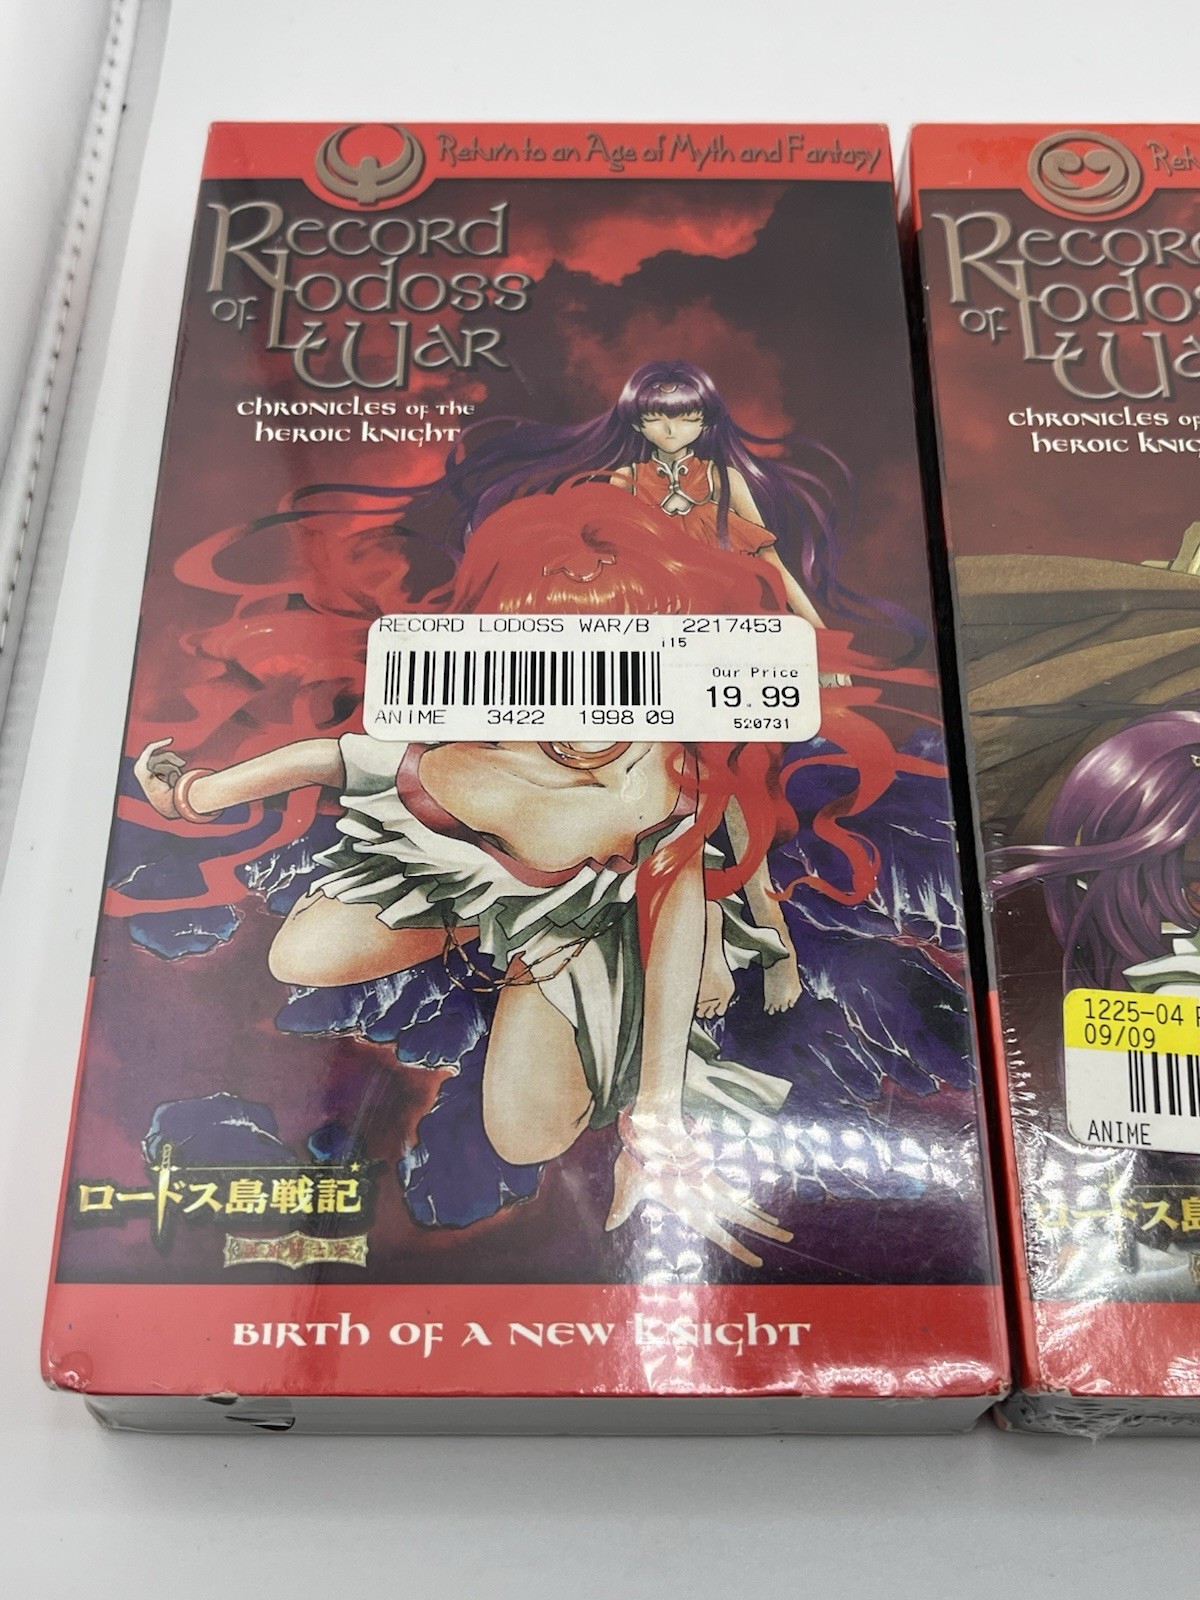 Return to an Age of Myth and Fantasy
Record
of Lodoss
War
chronicles of the
heroic knight
RECORD LODOSS WAR/B 2217453
i15
Our Price
19.99
ANIME 3422 1998 09
520731
ロードス島戦記
Birth of a new knight
Record
of Lodos
Wa
chronicles of
heroic knig
1225-04
09/09
ANIME
ロードス島